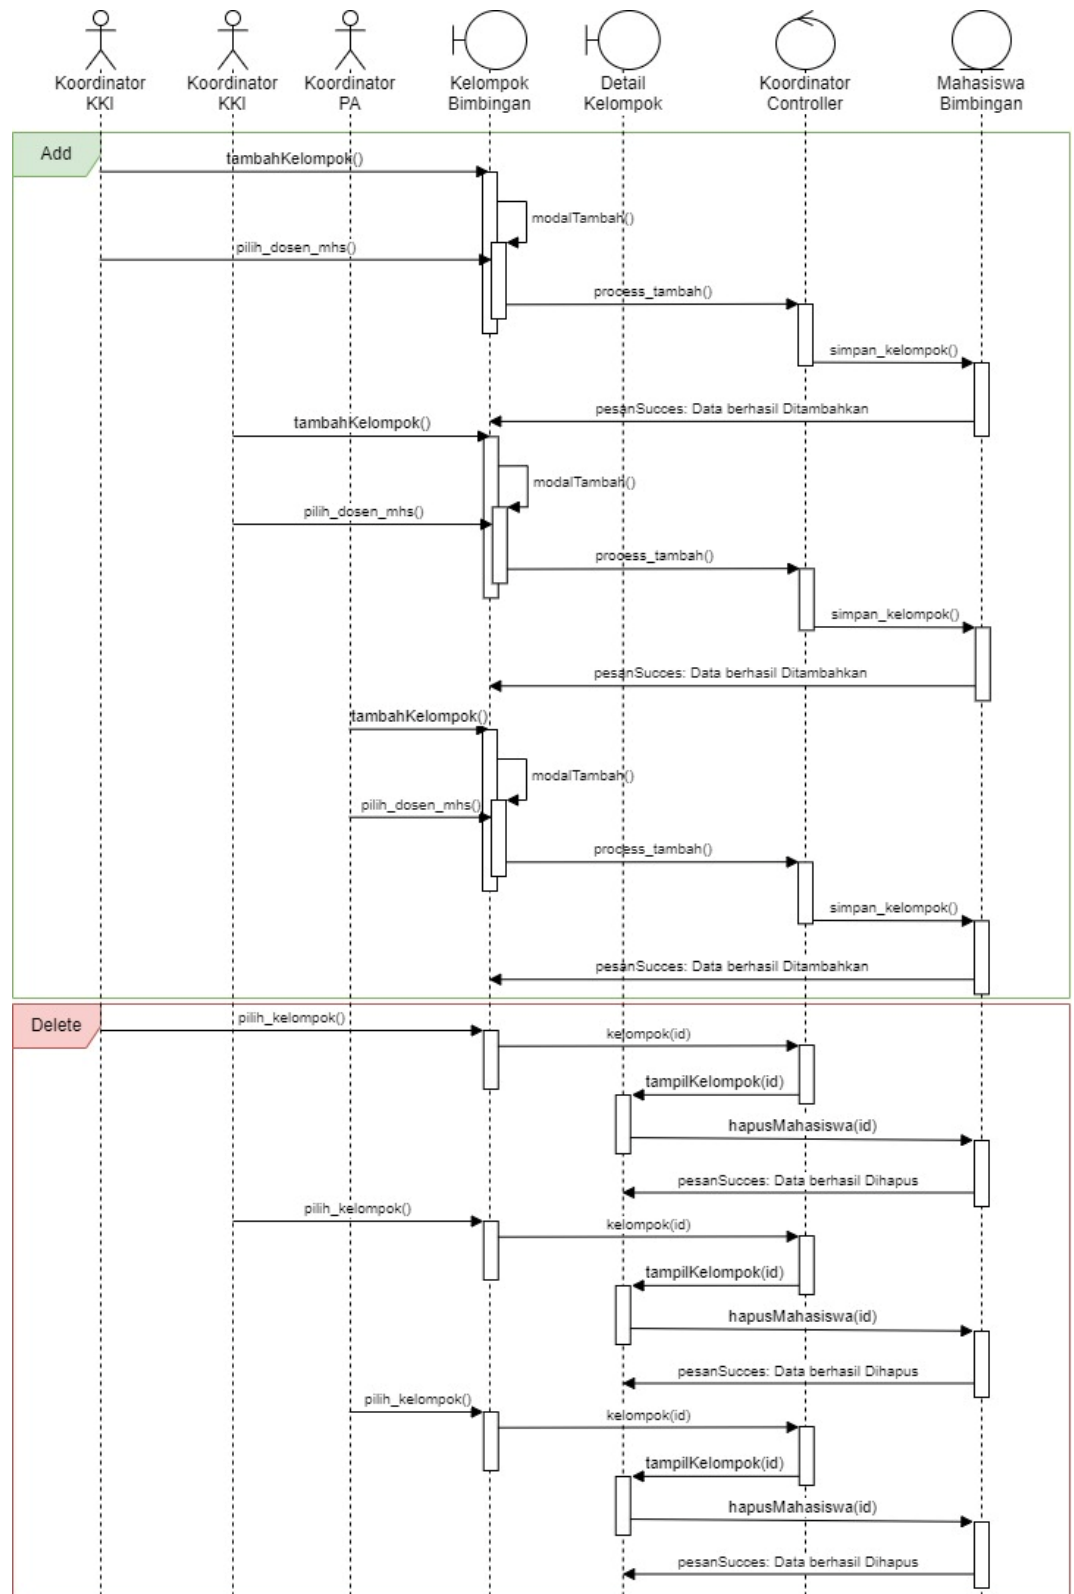 Koordinator
KKI
Koordinator
KKI
Koordinator
PA
Kelompok
Bimbingan
Detail
Kelompok
Koordinator
Controller
Mahasiswa
Bimbingan
Add
tambahKelompok()
modalTambah()
pilih_dosen_mhs()
process_tambah()
simpan_kelompok()
pesanSucces: Data berhasil Ditambahkan
tambahKelompok()
modalTambah()
pilih_dosen_mhs()
process_tambah()
simpan_kelompok()
pesanSucces: Data berhasil Ditambahkan
tambahKelompok()
modalTambah()
pilih_dosen_mhs()
process_tambah()
simpan_kelompok()
pesanSucces: Data berhasil Ditambahkan
Delete
pilih_kelompok()
kelompok(id)
tampilKelompok(id)
hapusMahasiswa(id)
pesanSucces: Data berhasil Dihapus
pilih_kelompok()
kelompok(id)
tampilKelompok(id)
hapusMahasiswa(id)
pesanSucces: Data berhasil Dihapus
pilih_kelompok()
kelompok(id)
tampilKelompok(id)
hapusMahasiswa(id)
pesanSucces: Data berhasil Dihapus